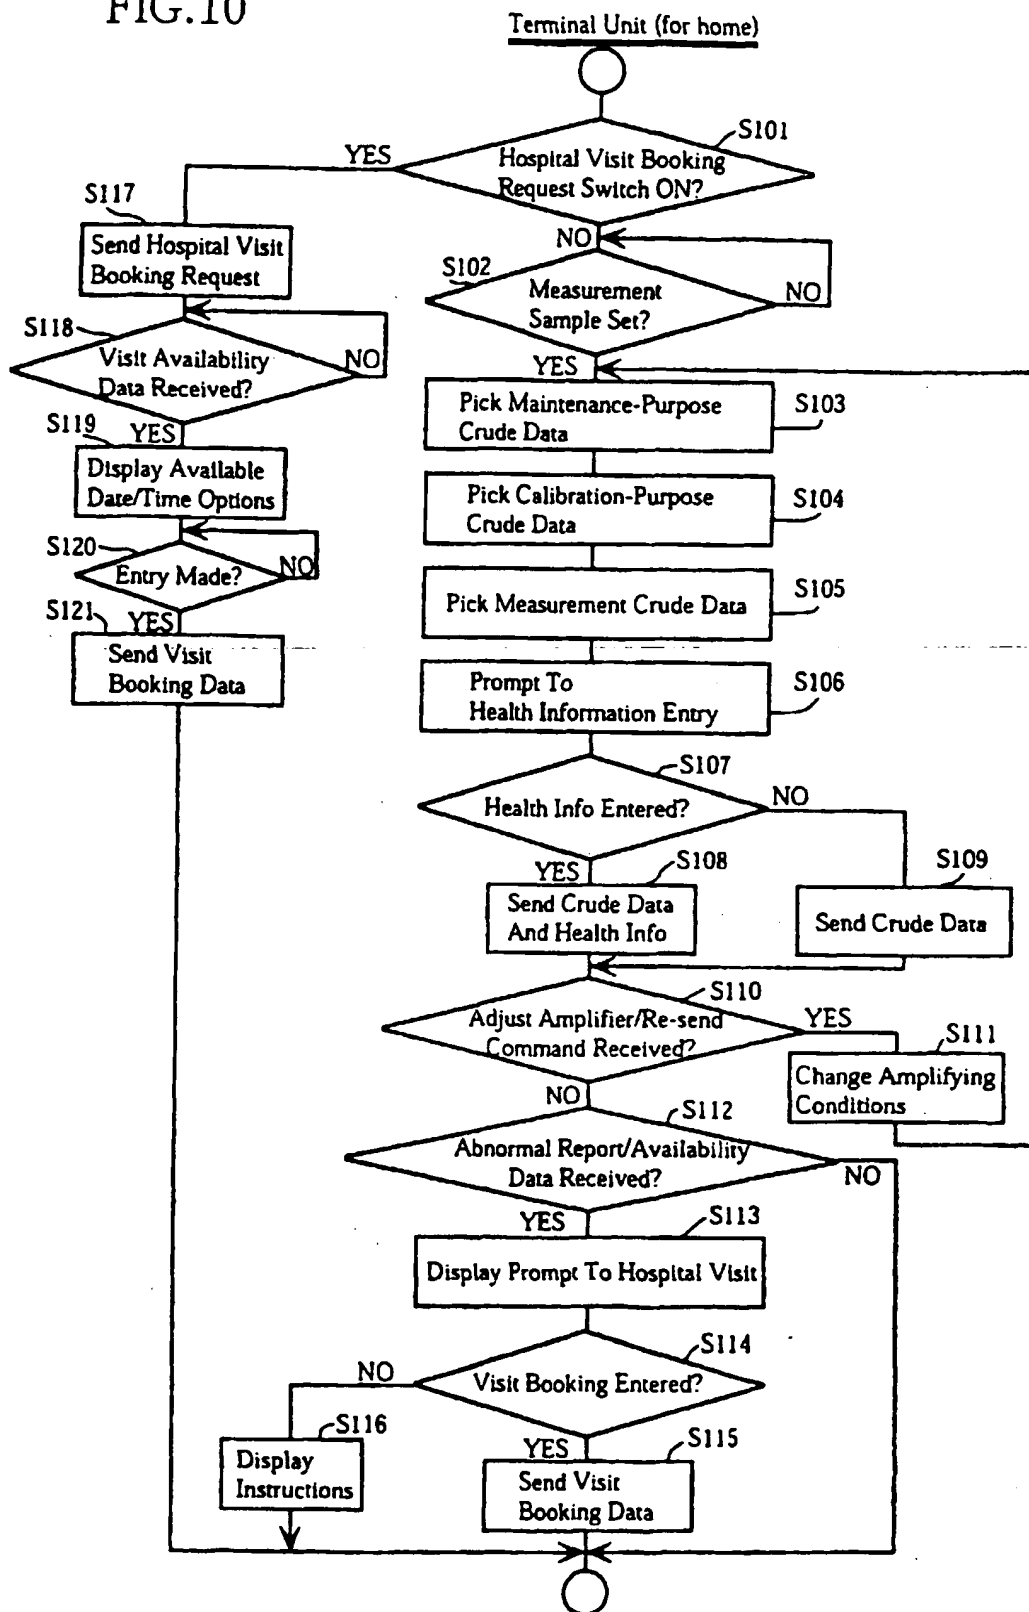 FIG.10
Terminal Unit (for home)
S101
YES
Hospital Visit Booking
Request Switch ON?
S117
Send Hospital Visit
Booking Request
NO
S102
Measurement
Sample Set?
NO
S118
Visit Availability
Data Received?
NO
YES
Pick Maintenance-Purpose
Crude Data
S103
S119
YES
Display Available
Date/Time Options
Pick Calibration-Purpose
Crude Data
S104
S120
Entry Made?
NO
Pick Measurement Crude Data
S105
S121
YES
Send Visit
Booking Data
Prompt To
Health Information Entry
S106
S107
Health Info Entered?
NO
YES
S108
Send Crude Data
And Health Info
S109
Send Crude Data
S110
Adjust Amplifier/Re-send
Command Received?
YES
S111
Change Amplifying
Conditions
NO
S112
Abnormal Report/Availability
Data Received?
NO
YES
S113
Display Prompt To Hospital Visit
S114
Visit Booking Entered?
NO
S116
Display
Instructions
YES
S115
Send Visit
Booking Data